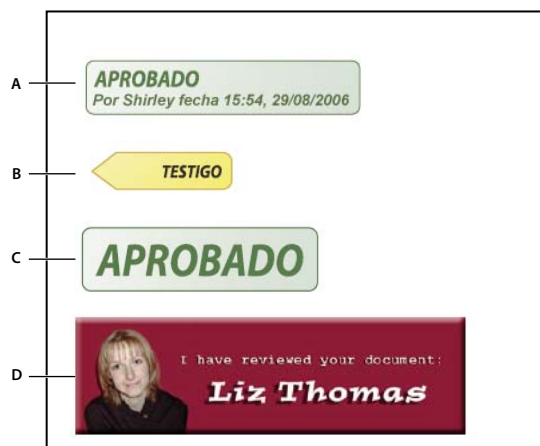 A
APROBADO
Por Shirley fecha 15:54, 29/08/2006
B
TESTIGO
C
APROBADO
D
I have reviewed your document:
Liz Thomas